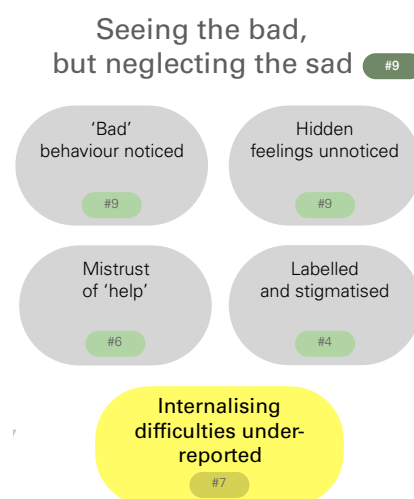 Seeing the bad,
but neglecting the sad #9
‘Bad’
behaviour noticed
#9
Hidden
feelings unnoticed
#9
Mistrust
of ‘help’
#6
Labelled
and stigmatised
#4
Internalising
difficulties under-
reported
#7